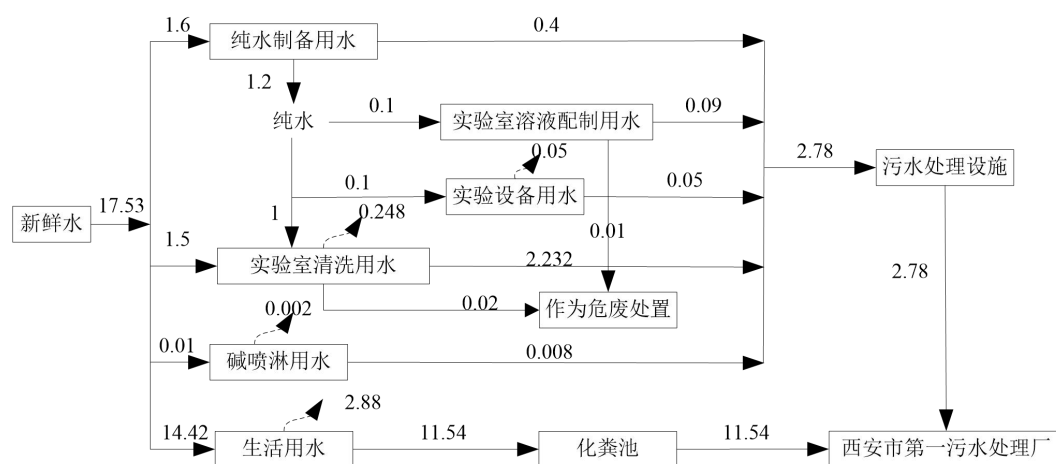 1.6
纯水制备用水
0.4
1.2
纯水
0.1
实验室溶液配制用水
0.09
0.05
2.78
污水处理设施
0.1
实验设备用水
0.05
新鲜水
17.53
1
0.248
0.01
1.5
实验室清洗用水
2.232
2.78
0.02
作为危废处置
0.002
0.01
碱喷淋用水
0.008
2.88
14.42
生活用水
11.54
化粪池
11.54
西安市第一污水处理厂